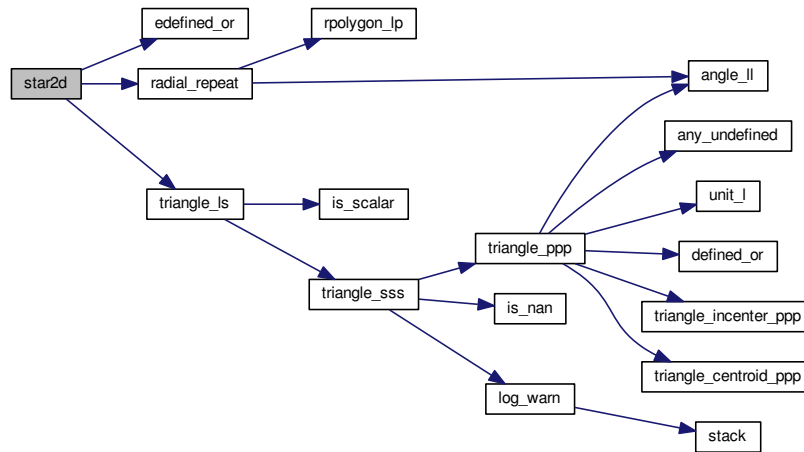 edefined_or
rpolygon_lp
star2d
radial_repeat
angle_ll
any_undefined
unit_l
triangle_ls
is_scalar
triangle_ppp
defined_or
triangle_sss
is_nan
triangle_incenter_ppp
triangle_centroid_ppp
log_warn
stack